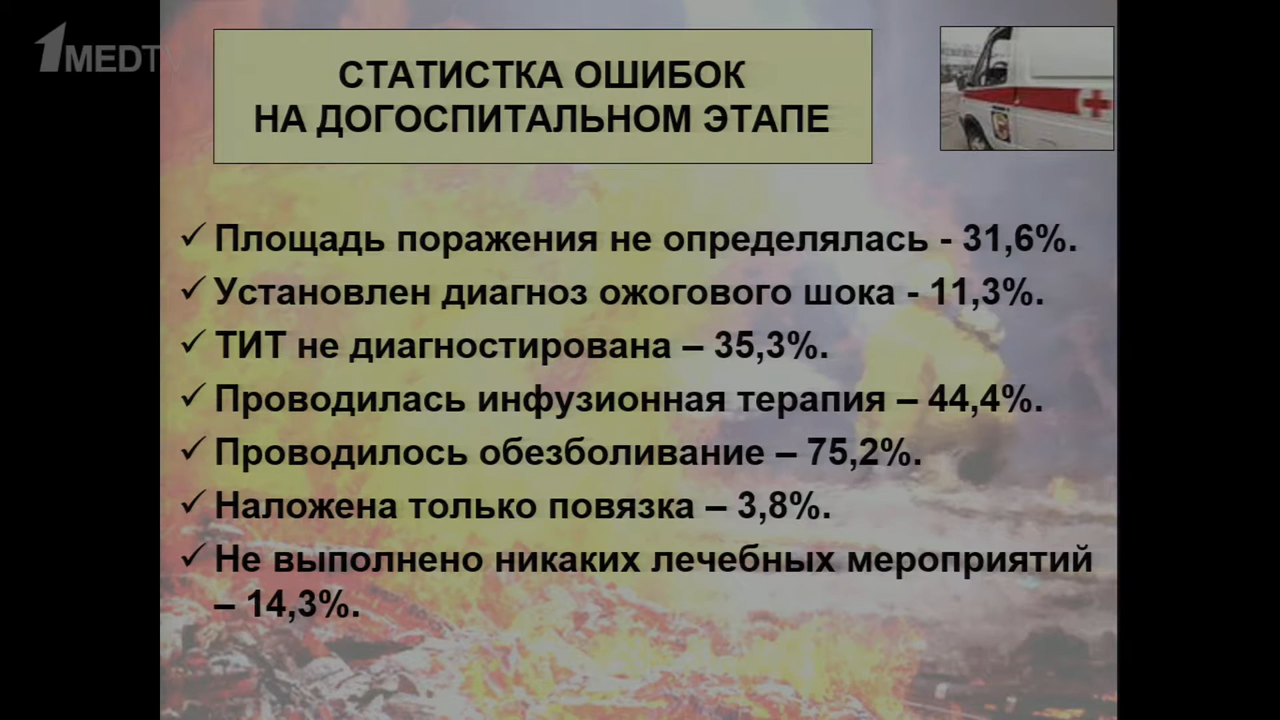 1MEDTV
СТАТИСТКА ОШИБОК
НА ДОГОСПИТАЛЬНОМ ЭТАПЕ
✓ Площадь поражения не определялась - 31,6%.
✓ Установлен диагноз ожогового шока - 11,3%.
✓ ТИТ не диагностирована – 35,3%.
✓ Проводилась инфузионная терапия – 44,4%.
✓ Проводилось обезболивание – 75,2%.
✓ Наложена только повязка – 3,8%.
✓ Не выполнено никаких лечебных мероприятий
– 14,3%.